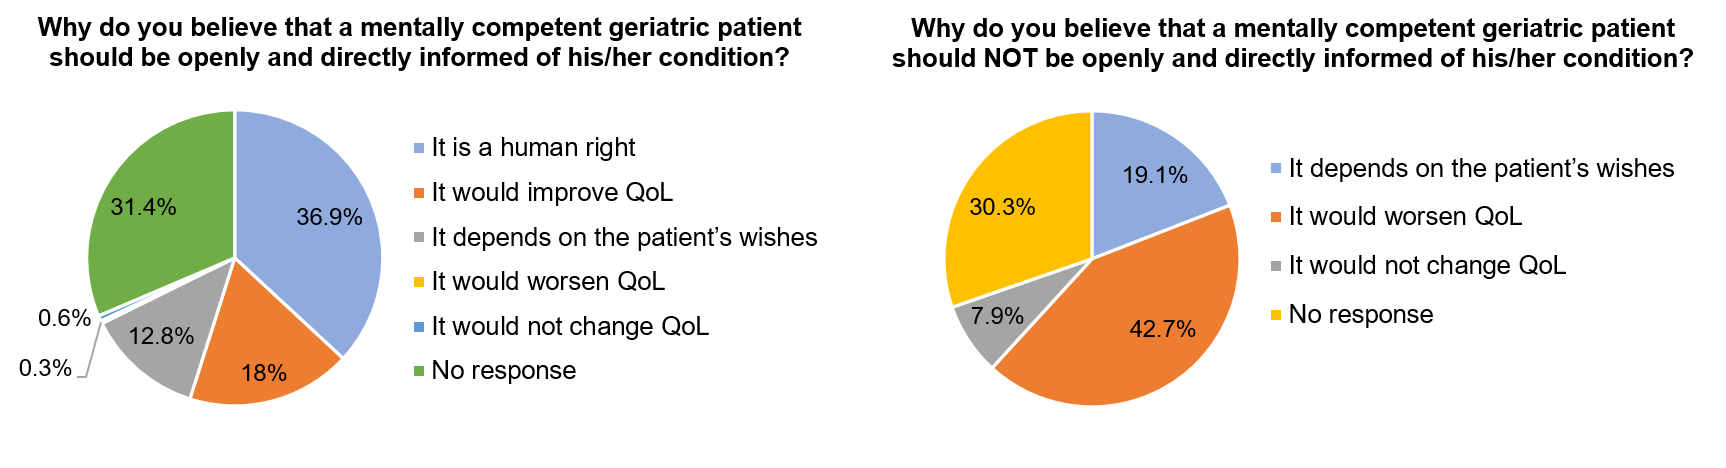 Why do you believe that a mentally competent geriatric patient
should be openly and directly informed of his/her condition?
36.9%
18%
12.8%
0.3%
0.6%
31.4%
It is a human right
It would improve QoL
It depends on the patient’s wishes
It would worsen QoL
It would not change QoL
No response
Why do you believe that a mentally competent geriatric patient
should NOT be openly and directly informed of his/her condition?
19.1%
42.7%
7.9%
30.3%
It depends on the patient’s wishes
It would worsen QoL
It would not change QoL
No response